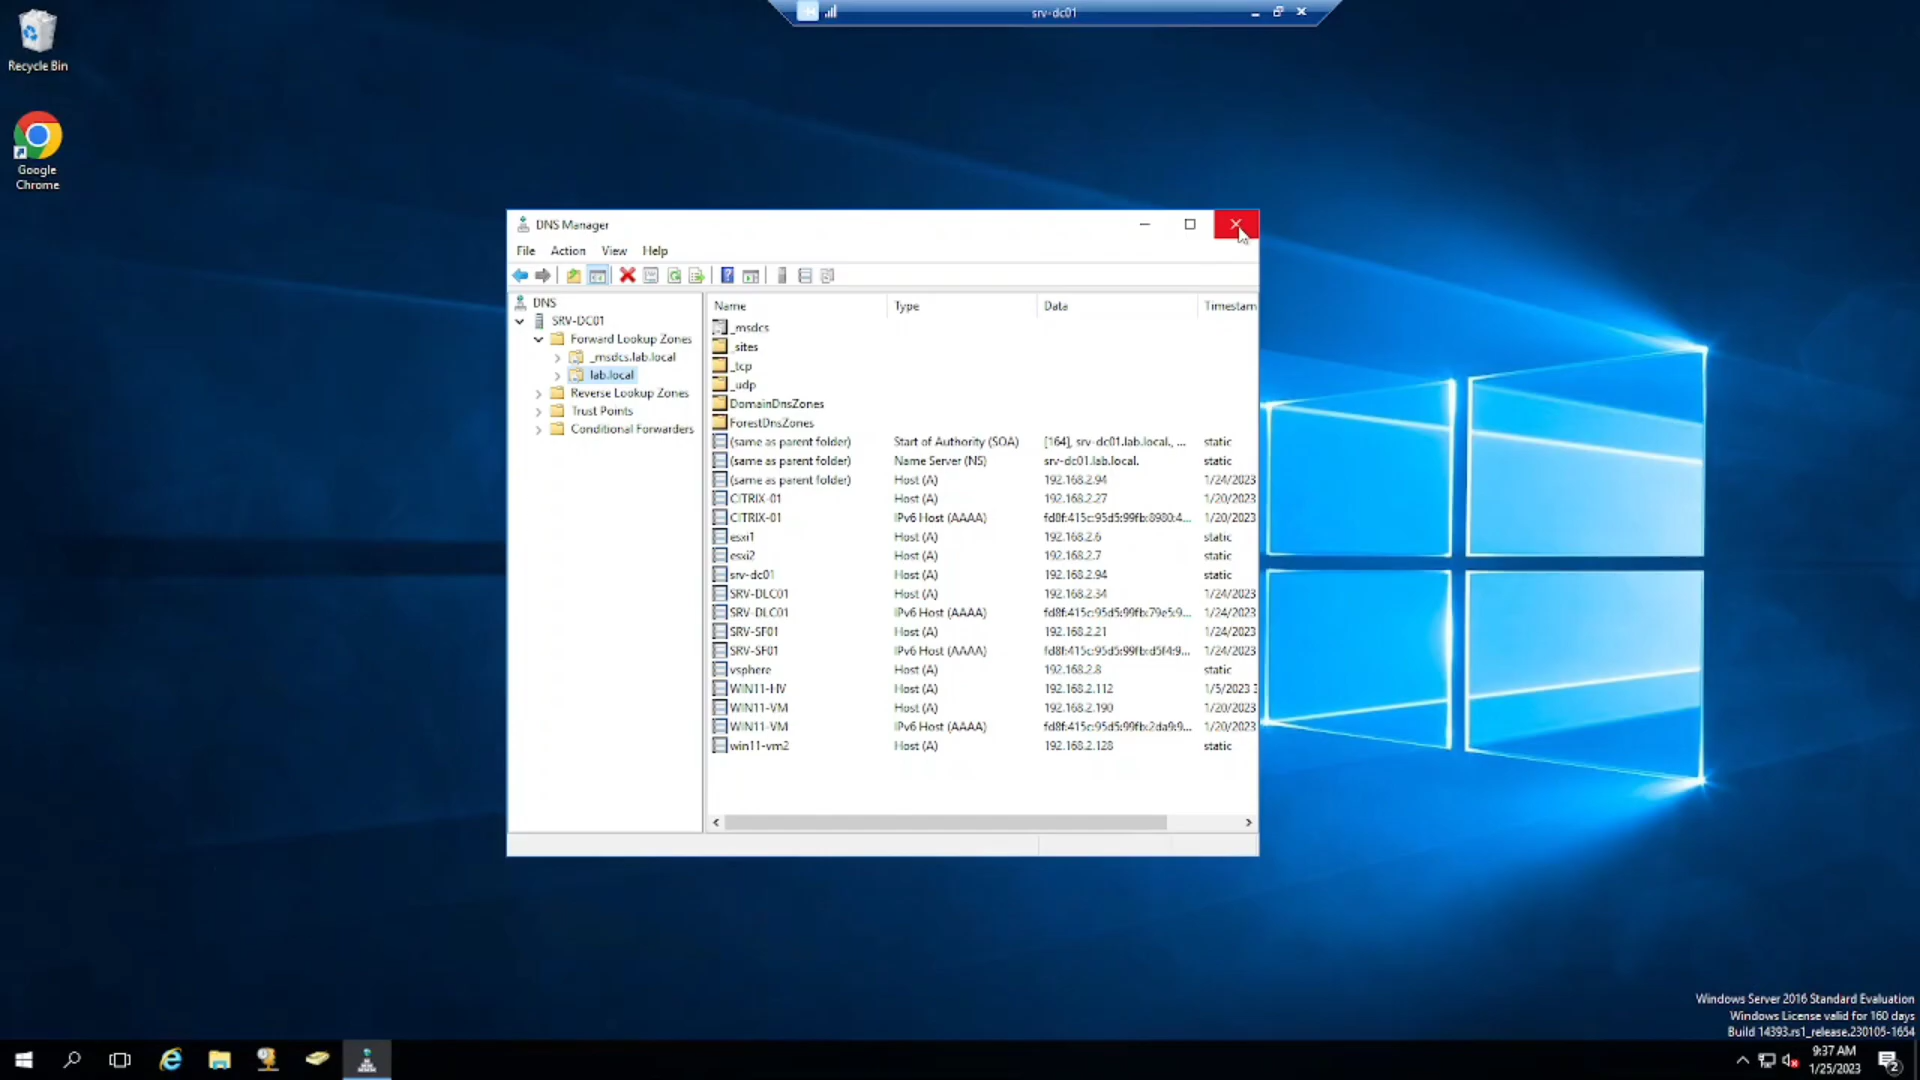 srv-dc01
Recycle Bin
Google
Chrome
DNS Manager
File Action View Help
DNS
SRV-DC01
Forward Lookup Zones
_msdcs.lab.local
lab.local
Reverse Lookup Zones
Trust Points
Conditional Forwarders
Name Type Data Timestam
_msdcs
_sites
_tcp
_udp
DomainDnsZones
ForestDnsZones
(same as parent folder) Start of Authority (SOA) [164], srv-dc01.lab.local., ... static
(same as parent folder) Name Server (NS) srv-dc01.lab.local. static
(same as parent folder) Host (A) 192.168.2.94 1/24/2023
CITRIX-01 Host (A) 192.168.2.27 1/20/2023
CITRIX-01 IPv6 Host (AAAA) fd8f:415c:95d5:99fb:8980:4... 1/20/2023
esxi1 Host (A) 192.168.2.6 static
esxi2 Host (A) 192.168.2.7 static
srv-dc01 Host (A) 192.168.2.94 static
SRV-DLC01 Host (A) 192.168.2.34 1/24/2023
SRV-DLC01 IPv6 Host (AAAA) fd8f:415c:95d5:99fb:79e5:9... 1/24/2023
SRV-SF01 Host (A) 192.168.2.21 1/24/2023
SRV-SF01 IPv6 Host (AAAA) fd8f:415c:95d5:99fb:d5f4:9... 1/24/2023
vsphere Host (A) 192.168.2.8 static
WIN11-HV Host (A) 192.168.2.112 1/5/2023 3
WIN11-VM Host (A) 192.168.2.190 1/20/2023
WIN11-VM IPv6 Host (AAAA) fd8f:415c:95d5:99fb:2da9:9... 1/20/2023
win11-vm2 Host (A) 192.168.2.128 static
Windows Server 2016 Standard Evaluation
Windows License valid for 160 days
Build 14393.rs1_release.230105-1654
9:37 AM
1/25/2023
2